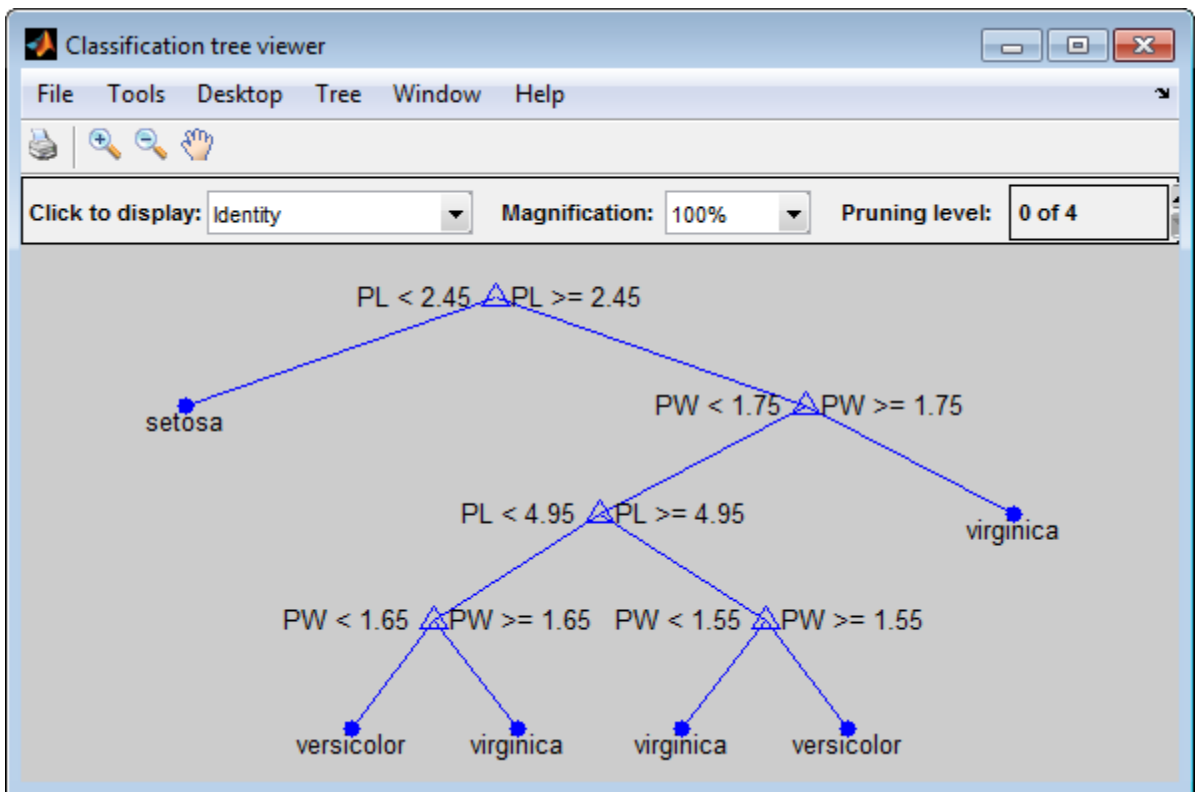 Classification tree viewer
File Tools Desktop Tree Window Help
Click to display: Identity Magnification: 100% Pruning level: 0 of 4
PL < 2.45 PL >= 2.45
setosa
PW < 1.75 PW >= 1.75
PL < 4.95 PL >= 4.95
virginica
PW < 1.65 PW >= 1.65 PW < 1.55 PW >= 1.55
versicolor virginica virginica versicolor